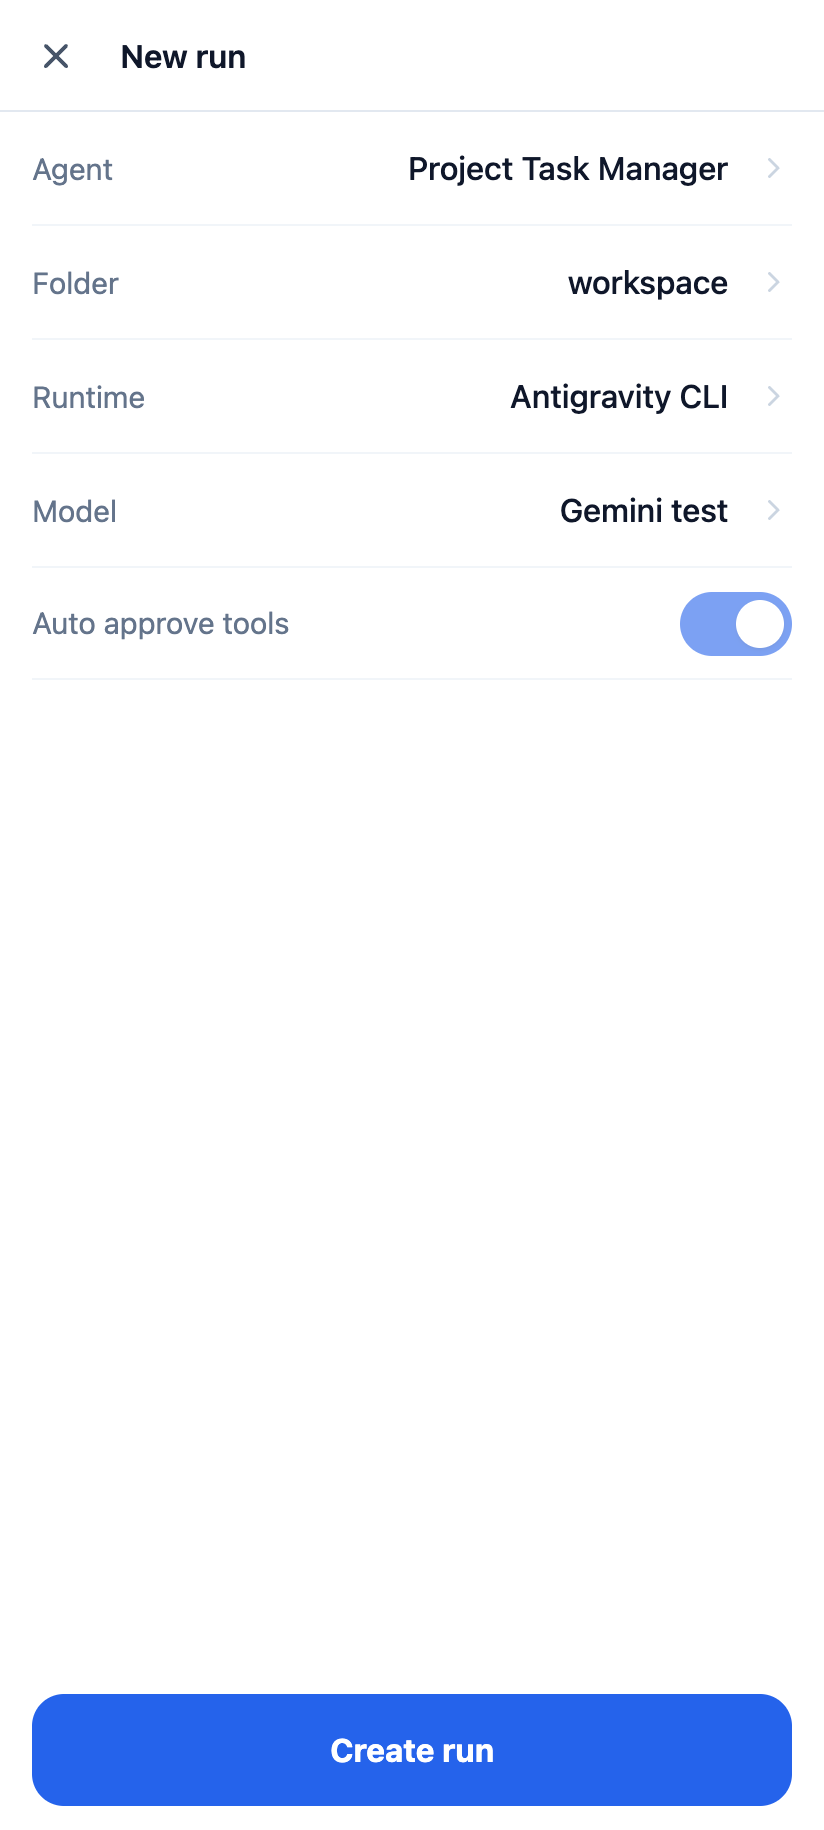 New run
Agent Project Task Manager
Folder workspace
Runtime Antigravity CLI
Model Gemini test
Auto approve tools
Create run